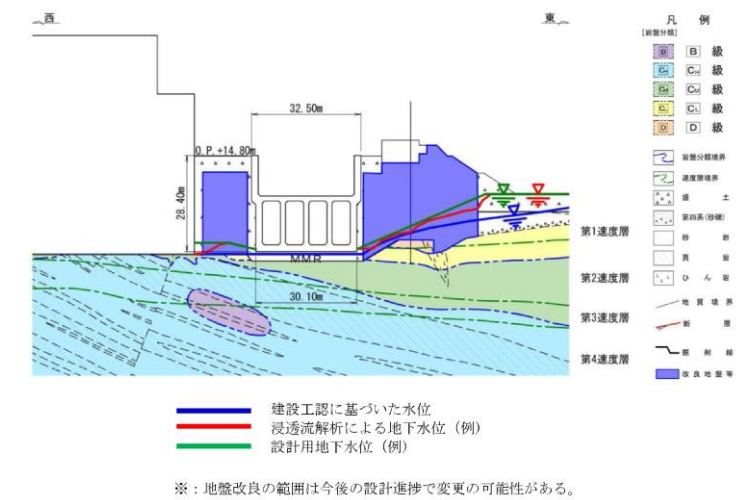 西
東
凡 例
[岩盤分類]
B B 級
CH CH 級
CM CM 級
CL CL 級
D D 級
岩盤分類境界
速度層境界
盛 土
第四系(砂礫)
砂 岩
頁 岩
ひ ん 岩
地 質 境 界
断 層
掘 削 線
改 良 地 盤 等
32.50m
O.P.+14.80m
28.40m
MMR
30.10m
第1速度層
第2速度層
第3速度層
第4速度層
建設工認に基づいた水位
浸透流解析による地下水位（例）
設計用地下水位（例）
※：地盤改良の範囲は今後の設計進捗で変更の可能性がある。